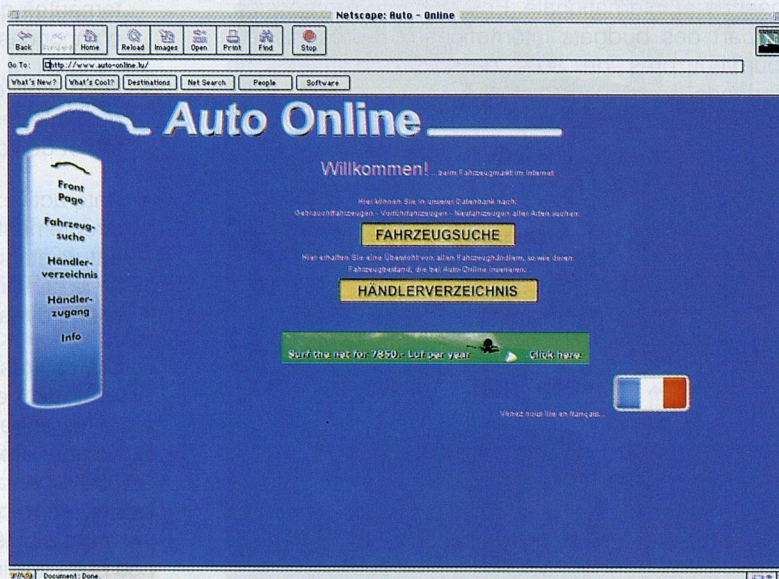 Netscape: Auto - Online
Back Forward Home Reload Images Open Print Find Stop
Go To: http://www.auto-online.lu/
What's New? What's Cool? Destinations Net Search People Software
Auto Online
Willkommen! ...beim Fahrzeugmarkt im Internet
Front
Page
Fahrzeug-
suche
Händler-
verzeichnis
Händler-
zugang
Info
Hier können Sie in unserer Datenbank nach:
Gebrauchtfahrzeugen - Vorführfahrzeugen - Neufahrzeugen aller Arten suchen:
FAHRZEUGSUCHE
Hier erhalten Sie eine Übersicht von allen Fahrzeughändlern, so wie deren
Fahrzeugbestand, die bei Auto Online inserieren:
HÄNDLERVERZEICHNIS
Surf the net for 7850.- Luf per year Click here
Venez nous lire en français...
Document: Done.